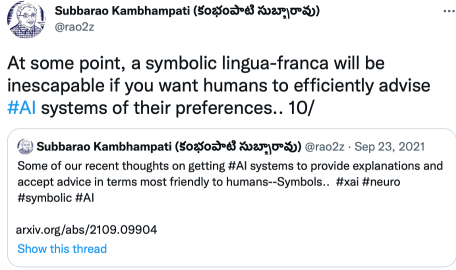 Subbarao Kambhampati (కంభంపాటి సుబ్బారావు)
@rao2z
At some point, a symbolic lingua-franca will be
inescapable if you want humans to efficiently advise
#AI systems of their preferences.. 10/
Subbarao Kambhampati (కంభంపాటి సుబ్బారావు) @rao2z · Sep 23, 2021
Some of our recent thoughts on getting #AI systems to provide explanations and
accept advice in terms most friendly to humans--Symbols.. #xai #neuro
#symbolic #AI
arxiv.org/abs/2109.09904
Show this thread